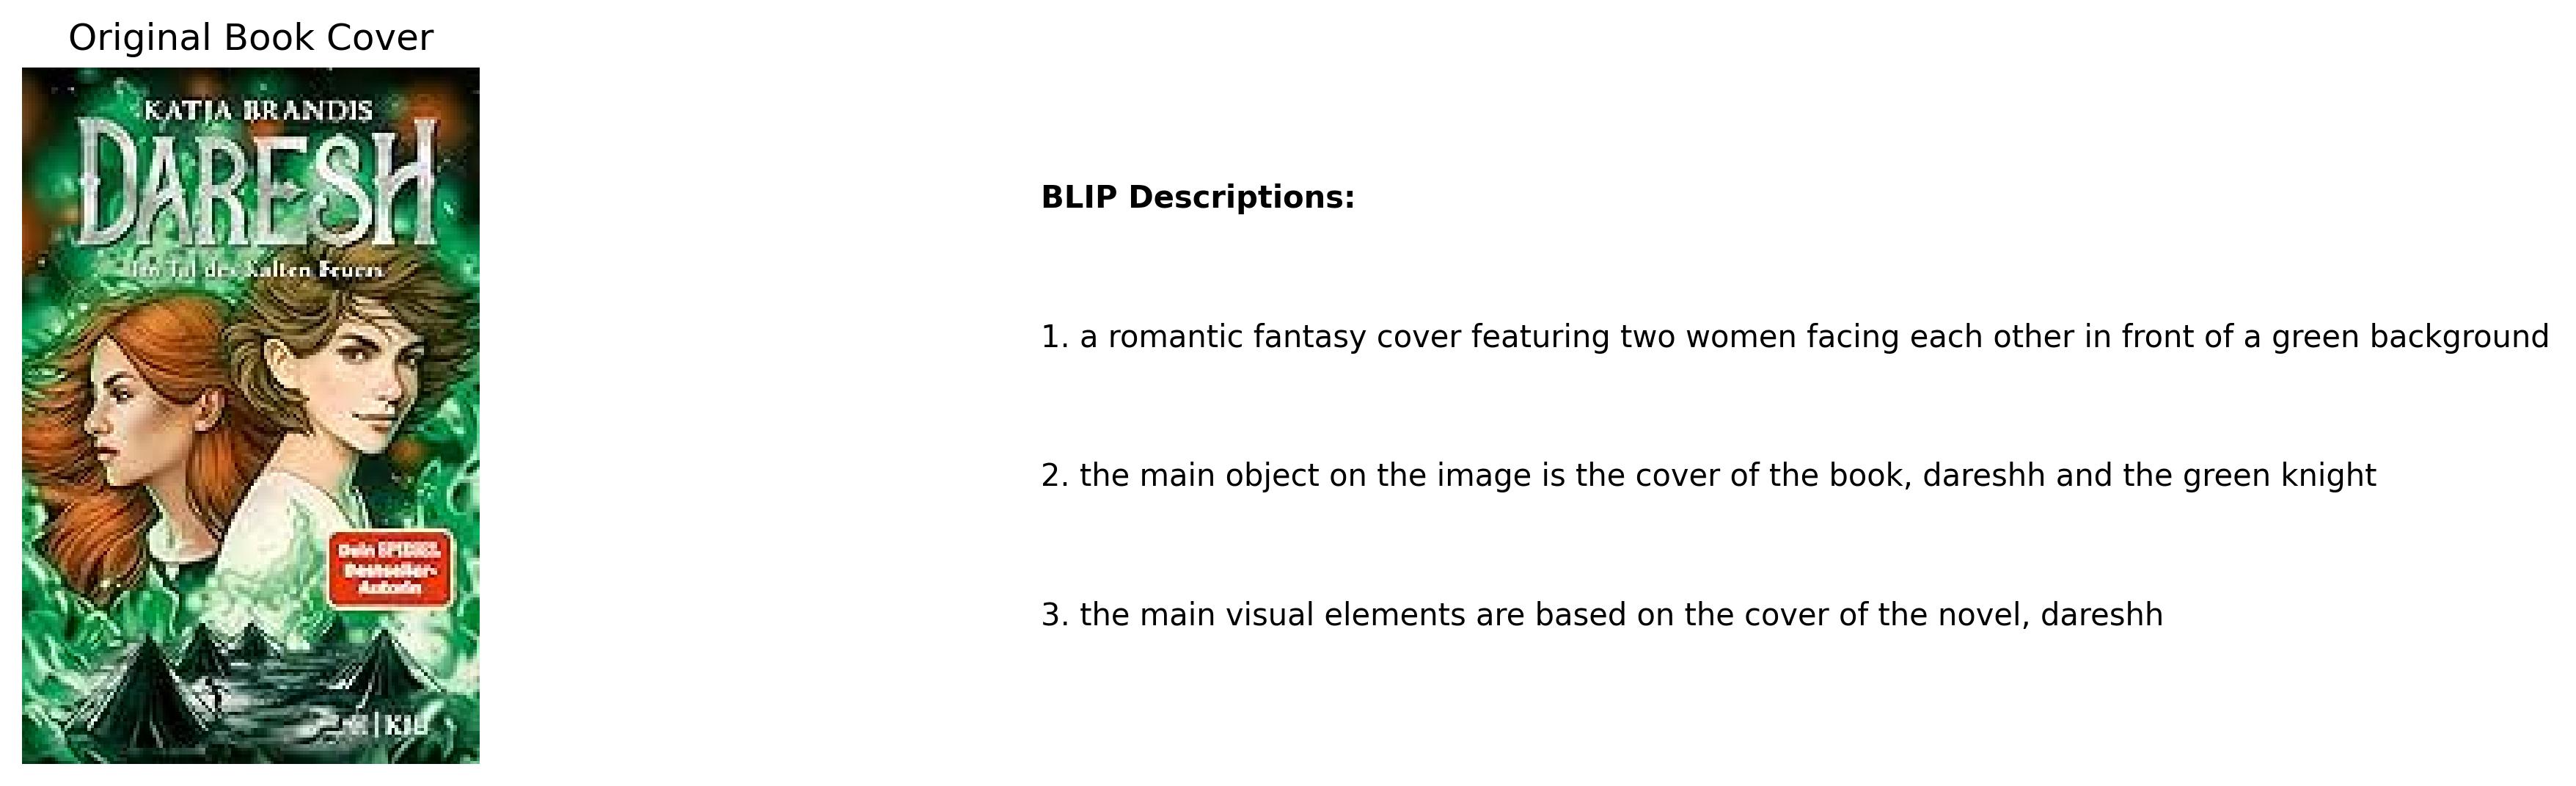 Original Book Cover
KATJA BRANDIS
DARESH
Im Tal des Kalten Feuers
Dein SPIEGEL
Bestseller-
Autorin
BLIP Descriptions:
1. a romantic fantasy cover featuring two women facing each other in front of a green background
2. the main object on the image is the cover of the book, dareshh and the green knight
3. the main visual elements are based on the cover of the novel, dareshh